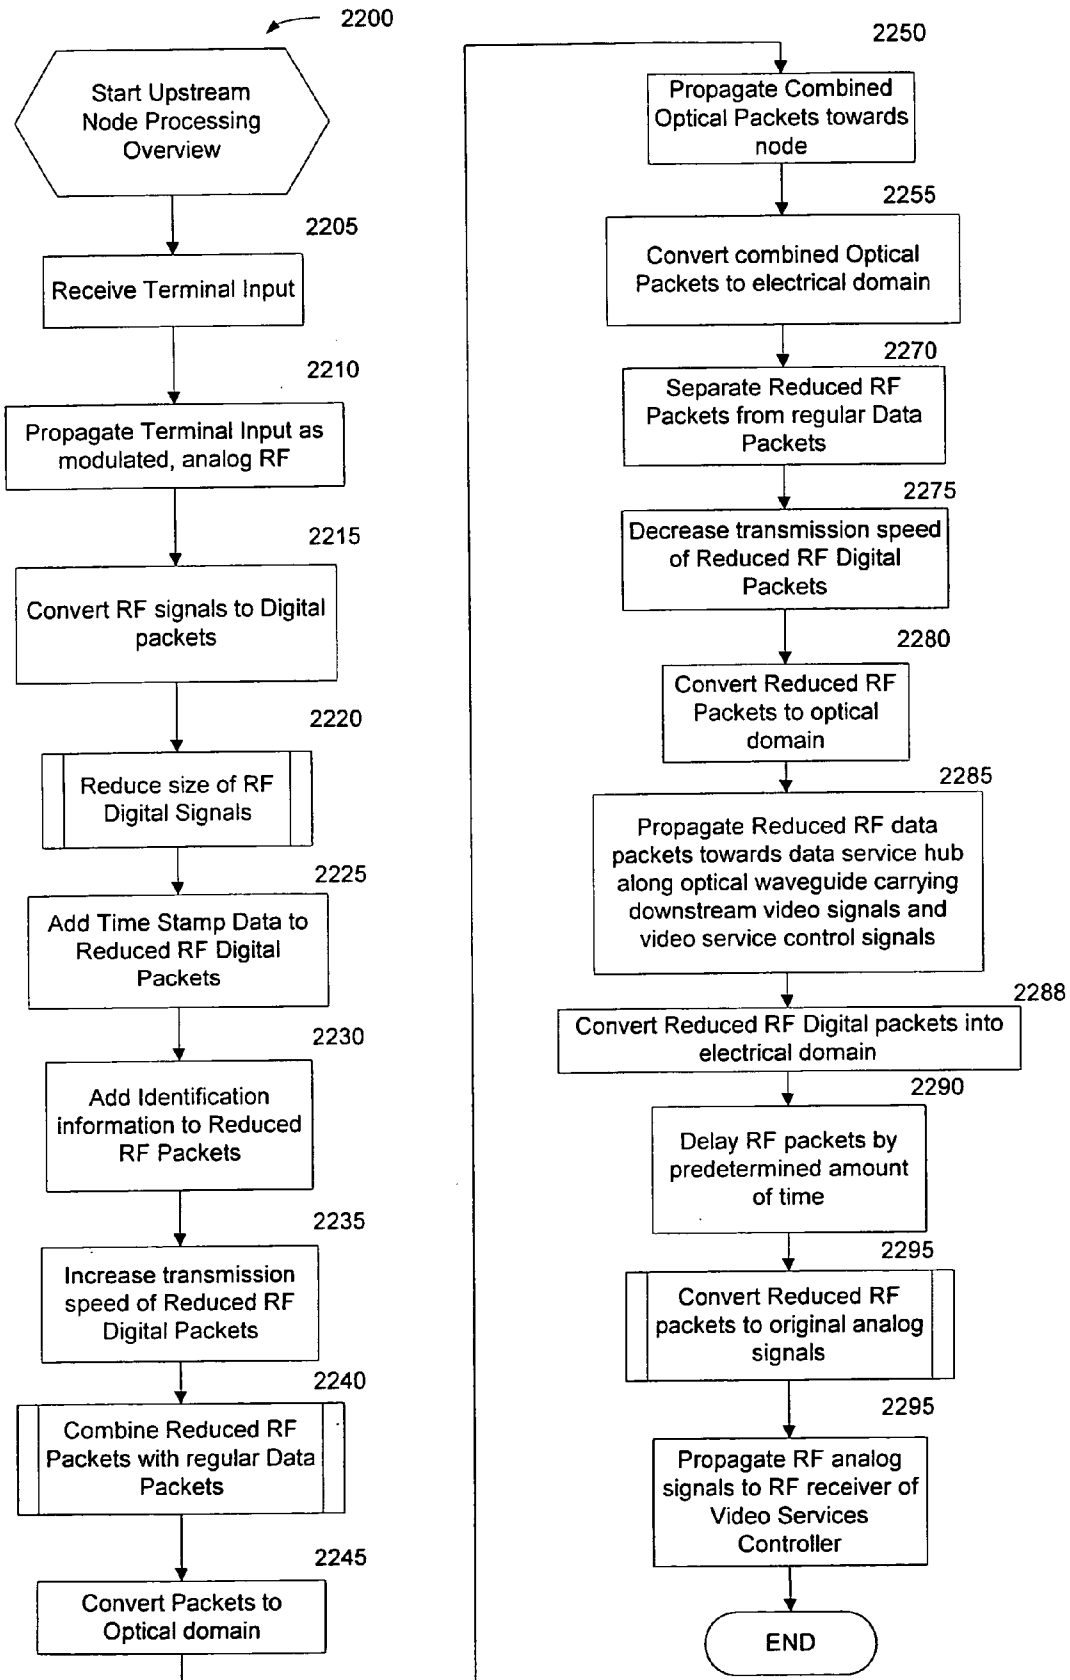 2200
Start Upstream
Node Processing
Overview
2205
Receive Terminal Input
2210
Propagate Terminal Input as
modulated, analog RF
2215
Convert RF signals to Digital
packets
2220
Reduce size of RF
Digital Signals
2225
Add Time Stamp Data to
Reduced RF Digital
Packets
2230
Add Identification
information to Reduced
RF Packets
2235
Increase transmission
speed of Reduced RF
Digital Packets
2240
Combine Reduced RF
Packets with regular Data
Packets
2245
Convert Packets to
Optical domain
2250
Propagate Combined
Optical Packets towards
node
2255
Convert combined Optical
Packets to electrical domain
2270
Separate Reduced RF
Packets from regular Data
Packets
2275
Decrease transmission speed
of Reduced RF Digital
Packets
2280
Convert Reduced RF
Packets to optical
domain
2285
Propagate Reduced RF data
packets towards data service hub
along optical waveguide carrying
downstream video signals and
video service control signals
2288
Convert Reduced RF Digital packets into
electrical domain
2290
Delay RF packets by
predetermined amount
of time
2295
Convert Reduced RF
packets to original analog
signals
2295
Propagate RF analog
signals to RF receiver of
Video Services
Controller
END